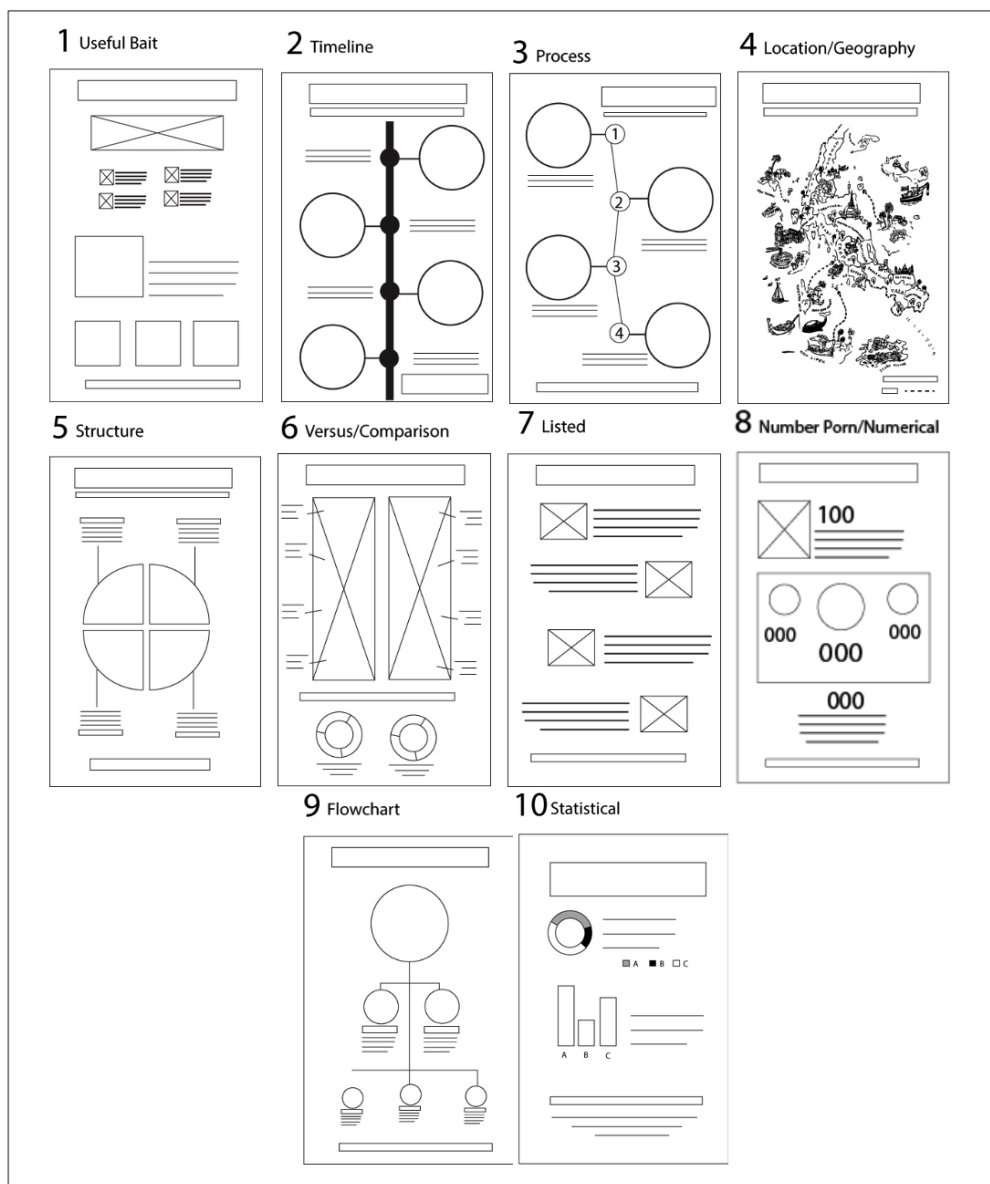 1 Useful Bait
2 Timeline
3 Process
4 Location/Geography
1
2
3
4
5 Structure
6 Versus/Comparison
7 Listed
8 Number Porn/Numerical
100
000
000
000
000
9 Flowchart
10 Statistical
A B C
A B C